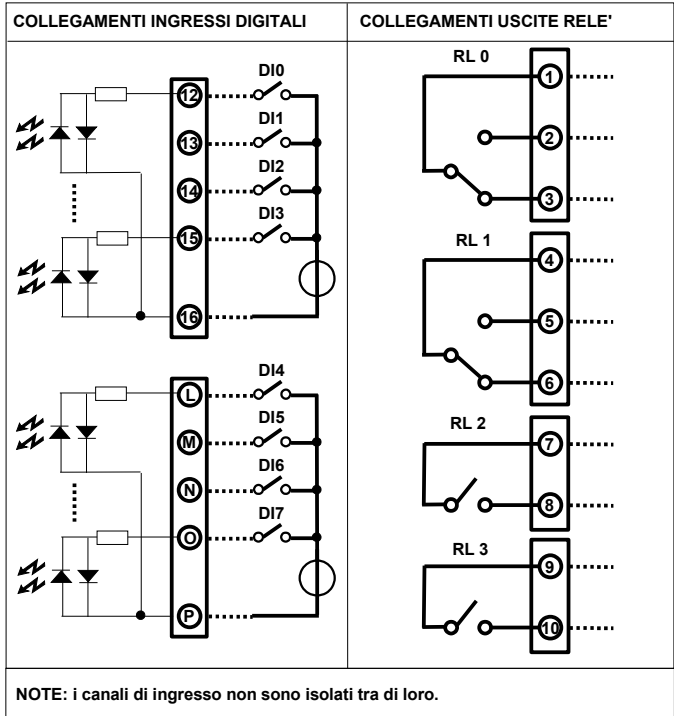 COLLEGAMENTI INGRESSI DIGITALI
COLLEGAMENTI USCITE RELE'
12
DI0
13
DI1
14
DI2
15
DI3
16
L
DI4
M
DI5
N
DI6
O
DI7
P
RL 0
1
2
3
RL 1
4
5
6
RL 2
7
8
RL 3
9
10
NOTE: i canali di ingresso non sono isolati tra di loro.